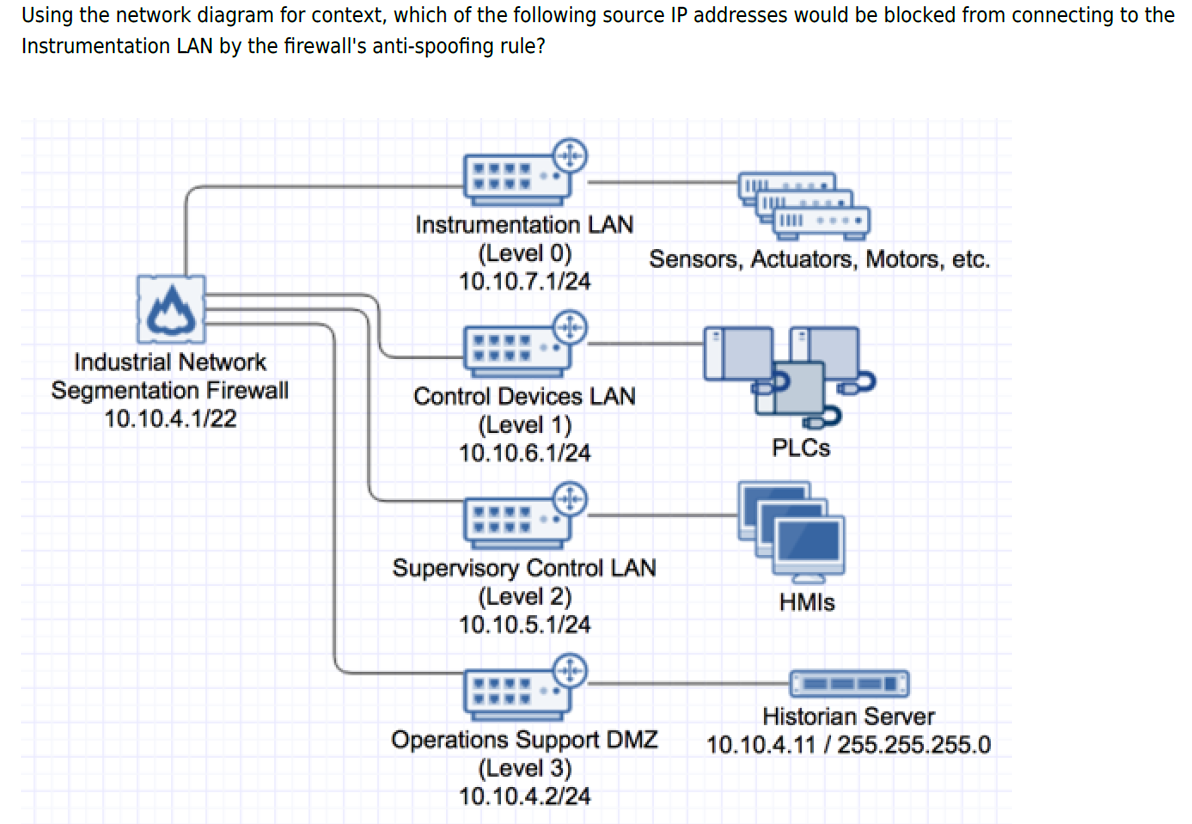 Using the network diagram for context, which of the following source IP addresses would be blocked from connecting to the
Instrumentation LAN by the firewall's anti-spoofing rule?
Instrumentation LAN
(Level 0)
10.10.7.1/24
Sensors, Actuators, Motors, etc.
Industrial Network
Segmentation Firewall
10.10.4.1/22
Control Devices LAN
(Level 1)
10.10.6.1/24
PLCs
Supervisory Control LAN
(Level 2)
10.10.5.1/24
HMIs
Operations Support DMZ
(Level 3)
10.10.4.2/24
Historian Server
10.10.4.11 / 255.255.255.0